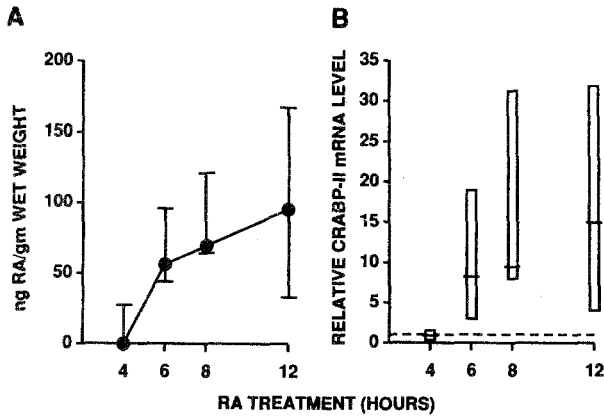 A
B
ng RA/gm WET WEIGHT
200
150
100
50
0
4 6 8 12
RELATIVE CRABP-II mRNA LEVEL
35
30
25
20
15
10
5
0
4 6 8 12
RA TREATMENT (HOURS)